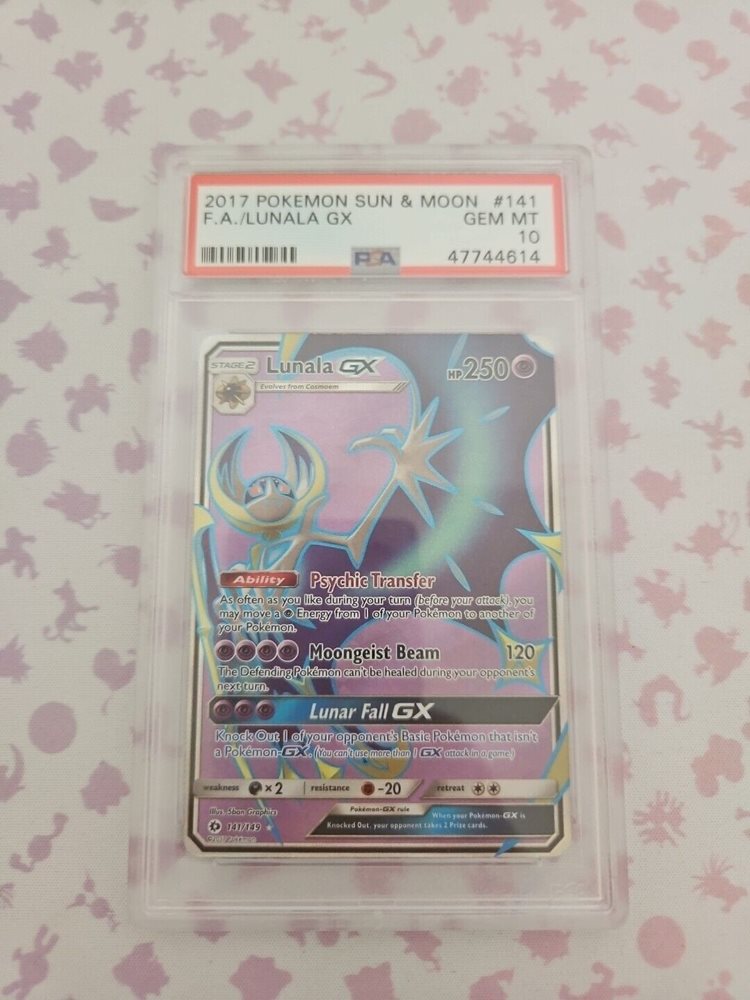 2017 POKEMON SUN & MOON #141
F.A./LUNALA GX GEM MT
10
PSA 47744614
STAGE2 Lunala GX HP250
Evolves from Cosmoem
Ability Psychic Transfer
As often as you like during your turn (before your attack), you
may move a Energy from 1 of your Pokémon to another of
your Pokémon.
Moongeist Beam 120
The Defending Pokémon can't be healed during your opponent's
next turn.
Lunar Fall GX
Knock Out 1 of your opponent's Basic Pokémon that isn't
a Pokémon-GX. (You can't use more than 1 GX attack in a game.)
weakness ×2 resistance -20 retreat
Pokémon-GX rule
Illus. 5ban Graphics
When your Pokémon-GX is
Knocked Out, your opponent takes 2 Prize cards.
141/149